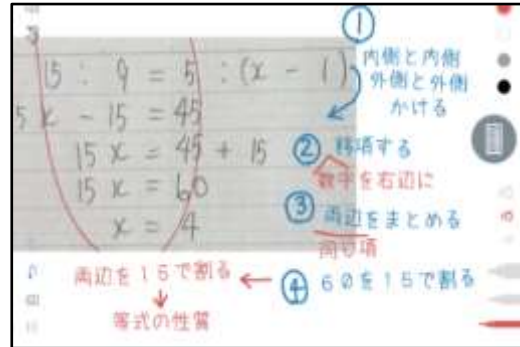 15 : 9 = 5 : (x - 1)
5x - 15 = 45
15x = 45 + 15
15x = 60
x = 4
①
内側と内側
外側と外側
かける
② 移項する
数字を右辺に
③ 両辺をまとめる
同类項
④ 60を15で割る
両辺を15で割る
等式の性質